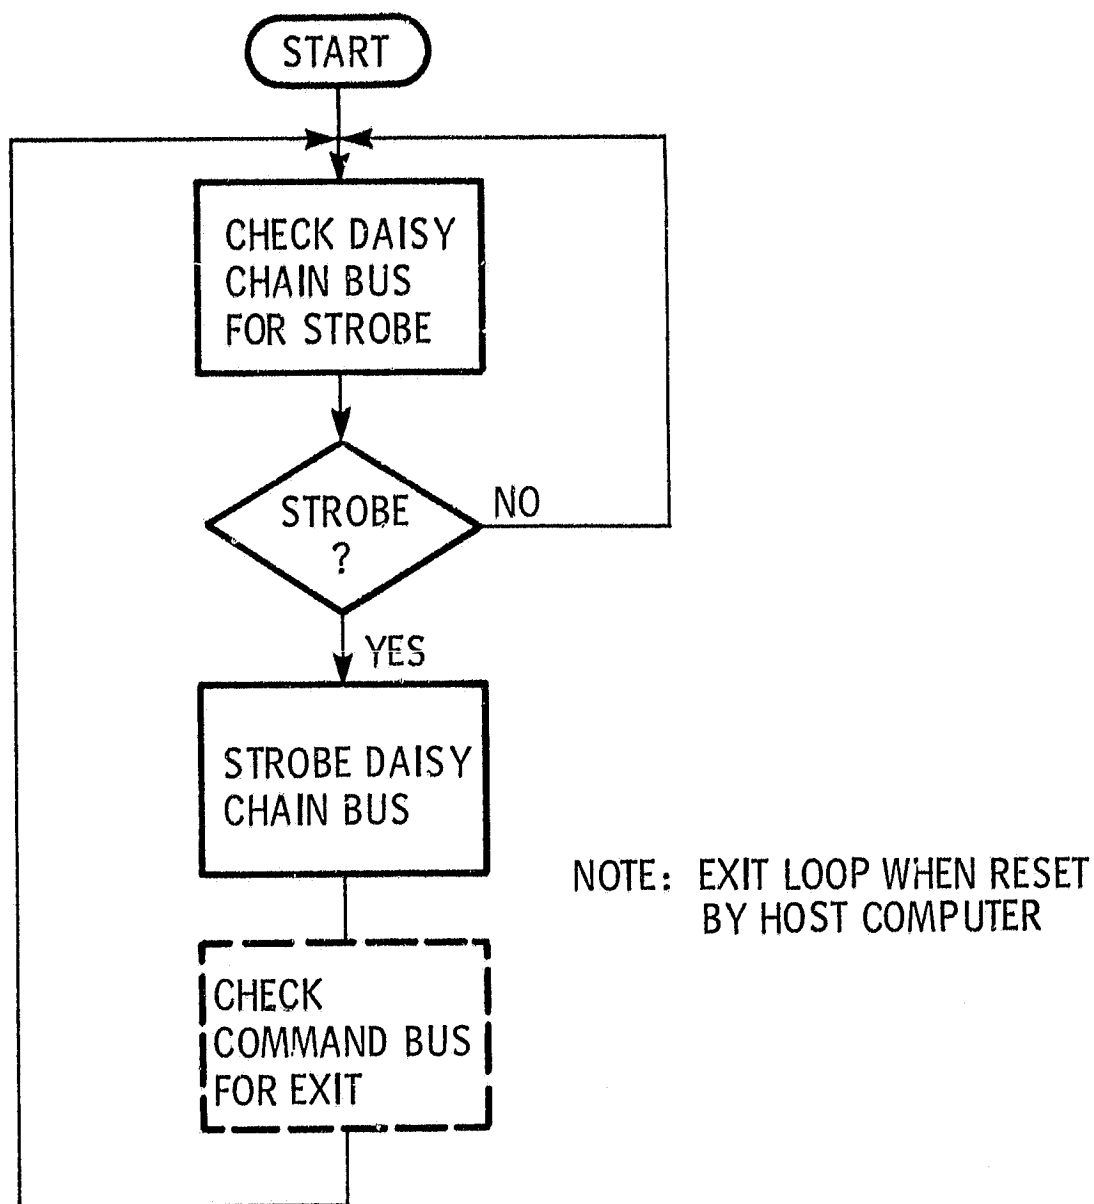 START
CHECK DAISY
CHAIN BUS
FOR STROBE
STROBE
?
NO
YES
STROBE DAISY
CHAIN BUS
NOTE: EXIT LOOP WHEN RESET
BY HOST COMPUTER
CHECK
COMMAND BUS
FOR EXIT